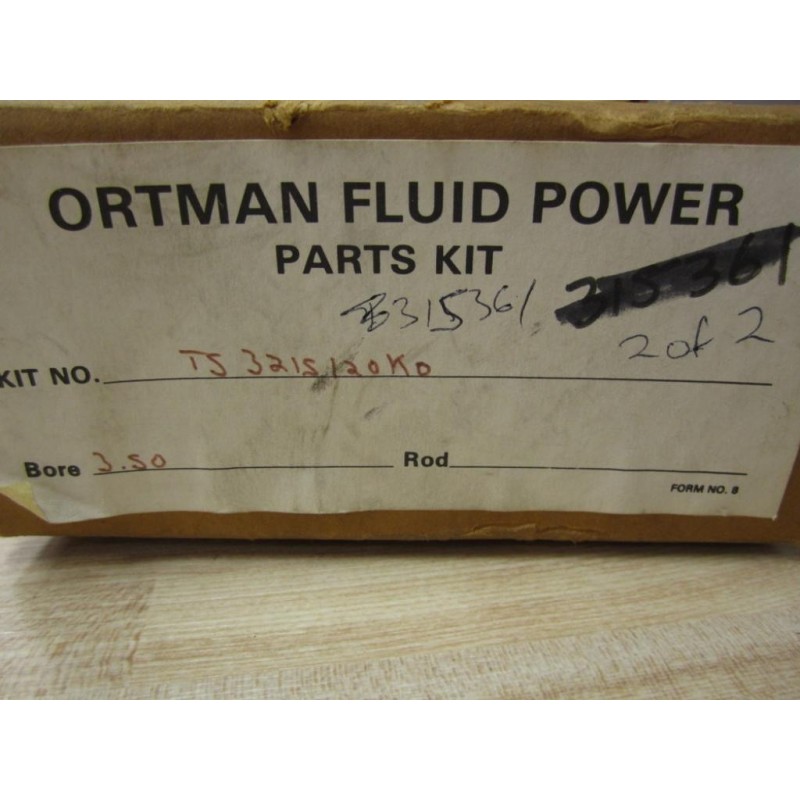 ORTMAN FLUID POWER
PARTS KIT
B315361 315361
2 of 2
KIT NO. TS 3215120KO
Bore 3.50 Rod
FORM NO. 8